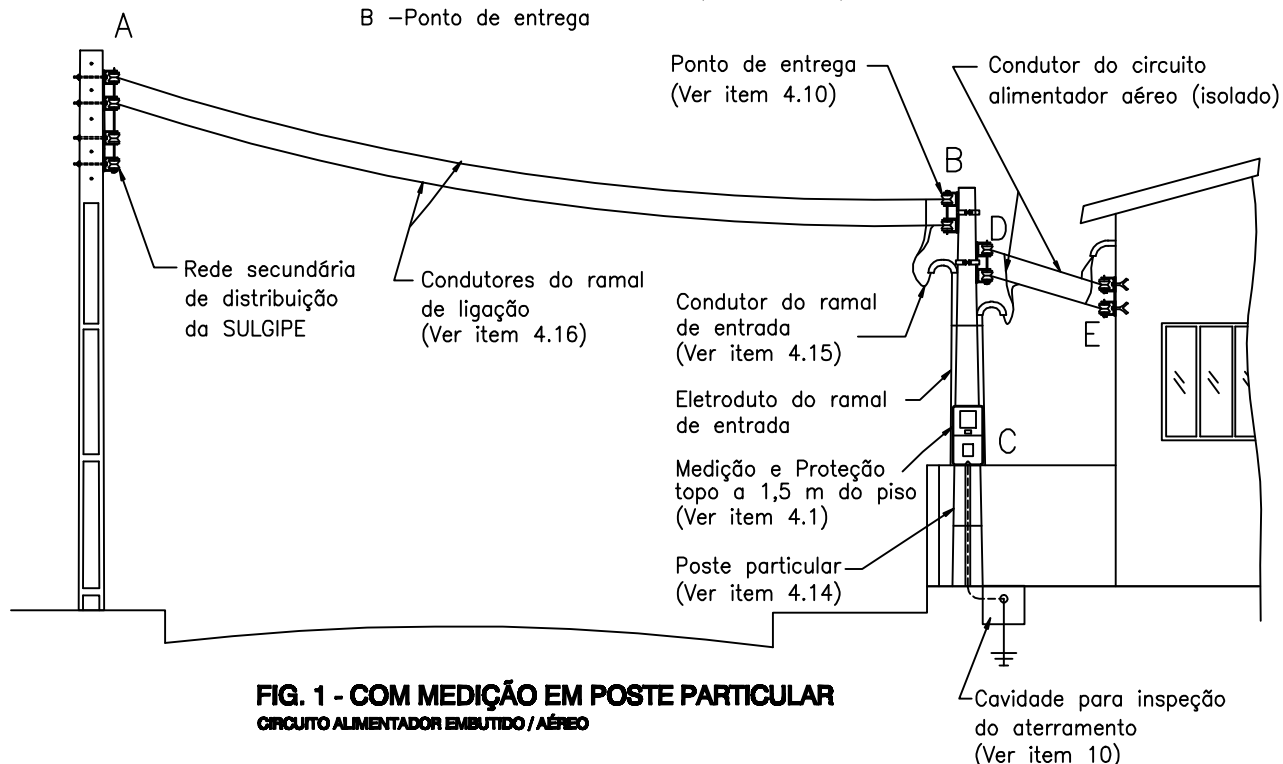 B –Ponto de entrega
A
Ponto de entrega
(Ver item 4.10)
Condutor do circuito
alimentador aéreo (isolado)
B
D
E
C
Rede secundária
de distribuição
da SULGIPE
Condutores do ramal
de ligação
(Ver item 4.16)
Condutor do ramal
de entrada
(Ver item 4.15)
Eletroduto do ramal
de entrada
Medição e Proteção
topo a 1,5 m do piso
(Ver item 4.1)
Poste particular
(Ver item 4.14)
FIG. 1 - COM MEDIÇÃO EM POSTE PARTICULAR
CIRCUITO ALIMENTADOR EMBUTIDO / AÉREO
Cavidade para inspeção
do aterramento
(Ver item 10)